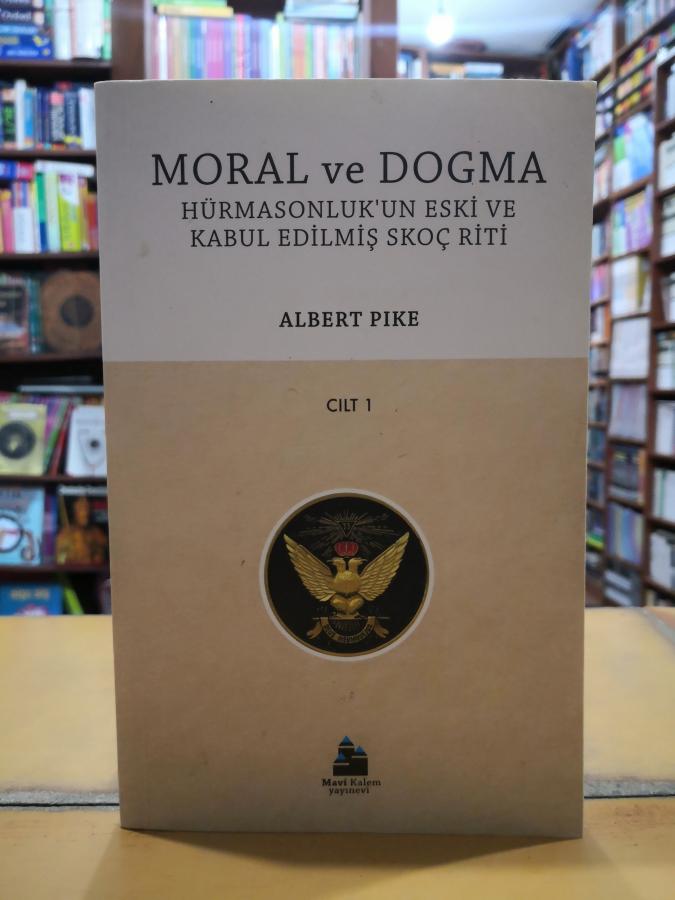 MORAL ve DOGMA
HÜRMASONLUK'UN ESKİ VE
KABUL EDİLMİŞ SKOÇ RİTİ
ALBERT PIKE
CILT 1
33
Mavi Kalem
yayınevi